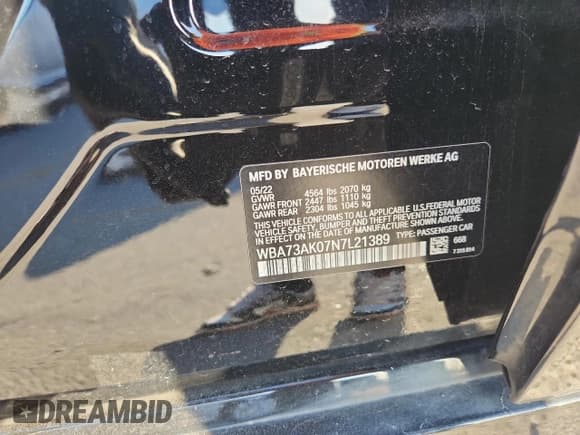 MFD BY BAYERISCHE MOTOREN WERKE AG
05/22
GVWR 4564 lbs 2070 kg
GAWR FRONT 2447 lbs 1110 kg
GAWR REAR 2304 lbs 1045 kg
THIS VEHICLE CONFORMS TO ALL APPLICABLE U.S.FEDERAL MOTOR
VEHICLE SAFETY, BUMPER AND THEFT PREVENTION STANDARDS
IN EFFECT ON THE DATE OF MANUFACTURE SHOWN ABOVE.
TYPE: PASSENGER CAR
WBA73AK07N7L21389
668
DREAMBID